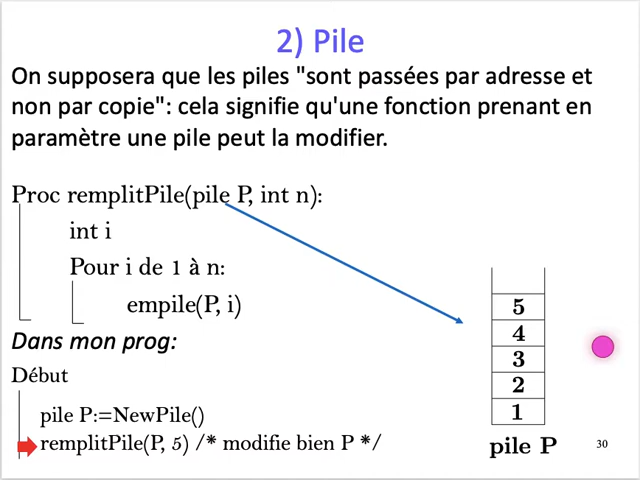 2) Pile
On supposera que les piles "sont passées par adresse et
non par copie": cela signifie qu'une fonction prenant en
paramètre une pile peut la modifier.
Proc remplitPile(pile P, int n):
int i
Pour i de 1 à n:
empile(P, i)
Dans mon prog:
Début
pile P:=NewPile()
remplitPile(P, 5) /* modifie bien P */
5
4
3
2
1
pile P
30